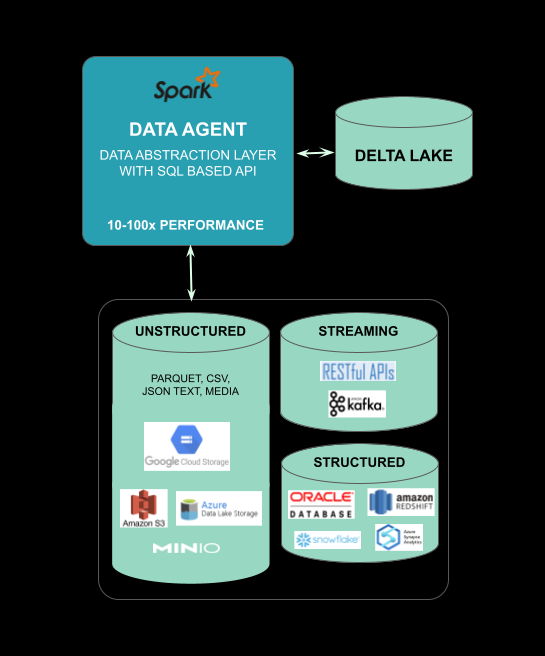 Spark
DATA AGENT
DATA ABSTRACTION LAYER
WITH SQL BASED API
10-100x PERFORMANCE
DELTA LAKE
UNSTRUCTURED
PARQUET, CSV,
JSON TEXT, MEDIA
Google Cloud Storage
Amazon S3
Azure
Data Lake Storage
MINIO
STREAMING
RESTful APIs
kafka
STRUCTURED
ORACLE
DATABASE
amazon
REDSHIFT
snowflake
Azure
Synapse
Analytics